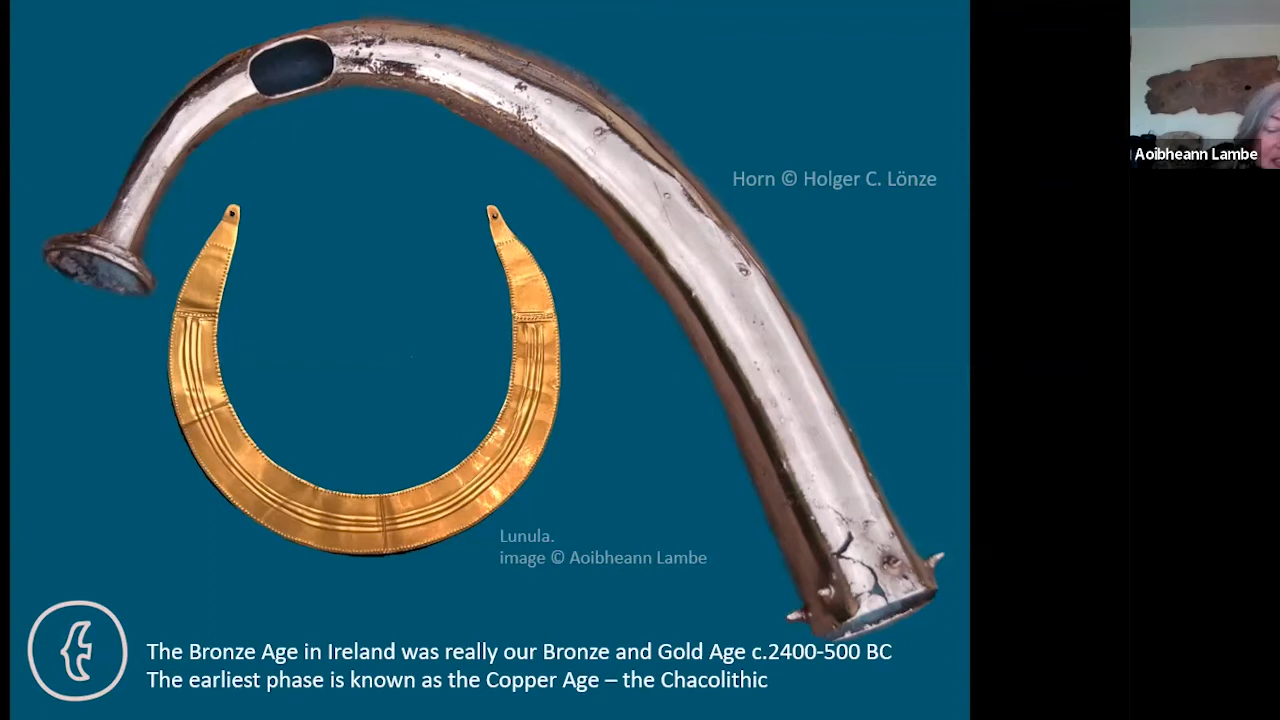 Horn © Holger C. Lönze
Aoibheann Lambe
Lunula.
image © Aoibheann Lambe
The Bronze Age in Ireland was really our Bronze and Gold Age c.2400-500 BC
The earliest phase is known as the Copper Age – the Chacolithic